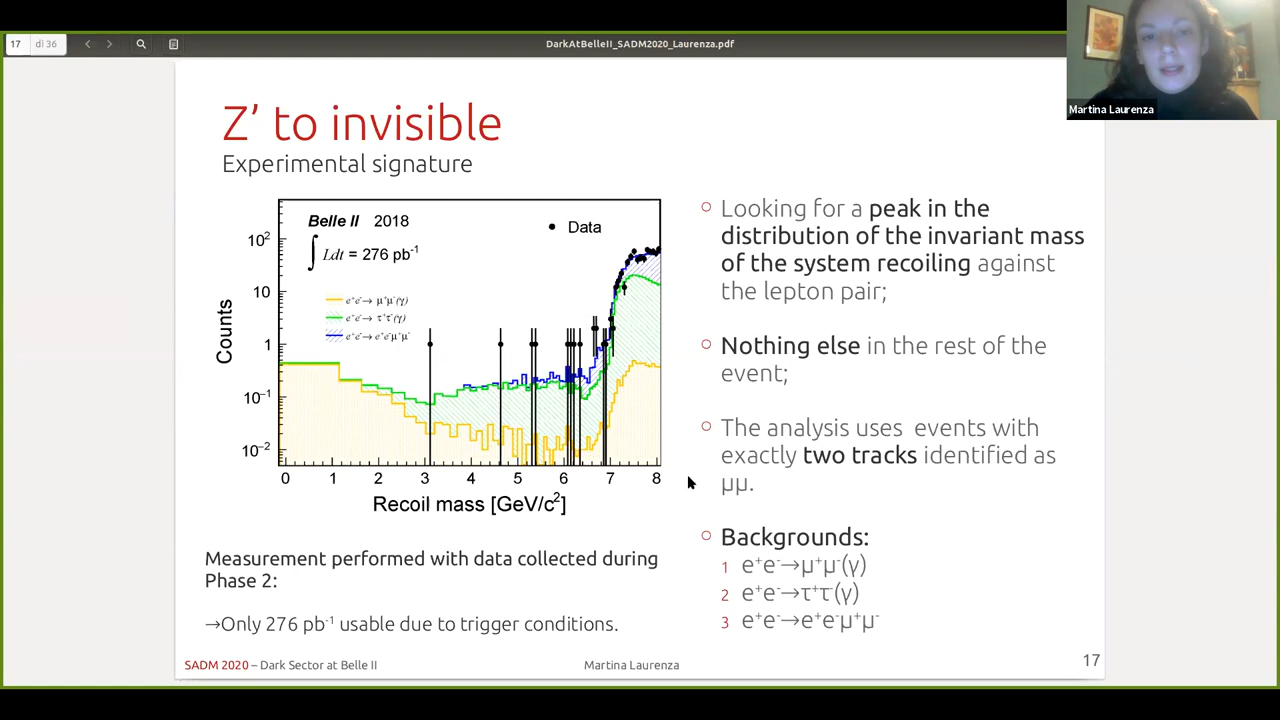 17 di 36
DarkAtBelleII_SADM2020_Laurenza.pdf
Martina Laurenza
Z’ to invisible
Experimental signature
Belle II 2018
∫ Ldt = 276 pb⁻¹
Data
e⁺e⁻→ μ⁺μ⁻(γ)
e⁺e⁻→ τ⁺τ⁻(γ)
e⁺e⁻→ e⁺e⁻μ⁺μ⁻
Counts
10²
10
1
10⁻¹
10⁻²
0 1 2 3 4 5 6 7 8
Recoil mass [GeV/c²]
Measurement performed with data collected during
Phase 2:
→Only 276 pb⁻¹ usable due to trigger conditions.
Looking for a peak in the
distribution of the invariant mass
of the system recoiling against
the lepton pair;
Nothing else in the rest of the
event;
The analysis uses events with
exactly two tracks identified as
μμ.
Backgrounds:
1 e⁺e⁻→μ⁺μ⁻(γ)
2 e⁺e⁻→τ⁺τ⁻(γ)
3 e⁺e⁻→e⁺e⁻μ⁺μ⁻
SADM 2020 – Dark Sector at Belle II
Martina Laurenza
17